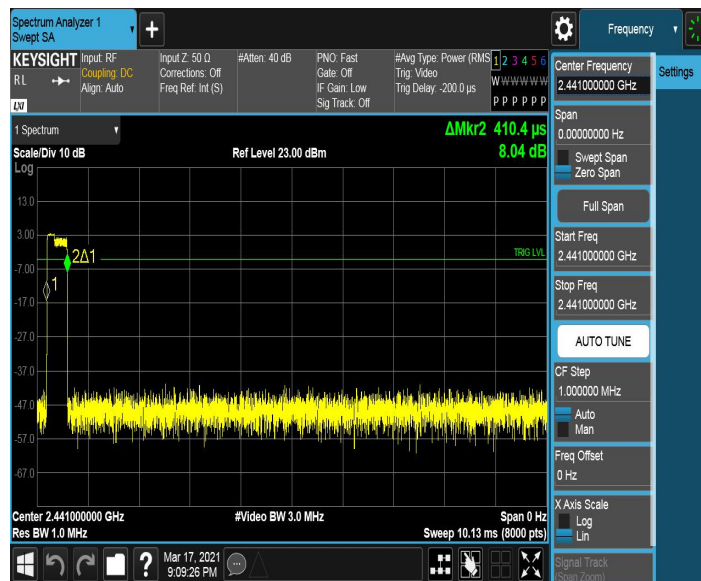 Spectrum Analyzer 1
Swept SA
+
Frequency
KEYSIGHT
RL
LXI
Input: RF
Coupling: DC
Align: Auto
Input Z: 50 Ω
Corrections: Off
Freq Ref: Int (S)
#Atten: 40 dB
PNO: Fast
Gate: Off
IF Gain: Low
Sig Track: Off
#Avg Type: Power (RMS
Trig: Video
Trig Delay: -200.0 µs
1 2 3 4 5 6
W W W W W W
P P P P P P
1 Spectrum
Scale/Div 10 dB
Log
Ref Level 23.00 dBm
ΔMkr2 410.4 µs
8.04 dB
13.0
3.00
-7.00
-17.0
-27.0
-37.0
-47.0
-57.0
-67.0
2Δ1
1
TRIG LVL
Center 2.441000000 GHz
Res BW 1.0 MHz
#Video BW 3.0 MHz
Span 0 Hz
Sweep 10.13 ms (8000 pts)
Center Frequency
2.441000000 GHz
Span
0.00000000 Hz
Swept Span
Zero Span
Full Span
Start Freq
2.441000000 GHz
Stop Freq
2.441000000 GHz
AUTO TUNE
CF Step
1.000000 MHz
Auto
Man
Freq Offset
0 Hz
X Axis Scale
Log
Lin
Signal Track
(Span Zoom)
Settings
?
Mar 17, 2021
9:09:26 PM